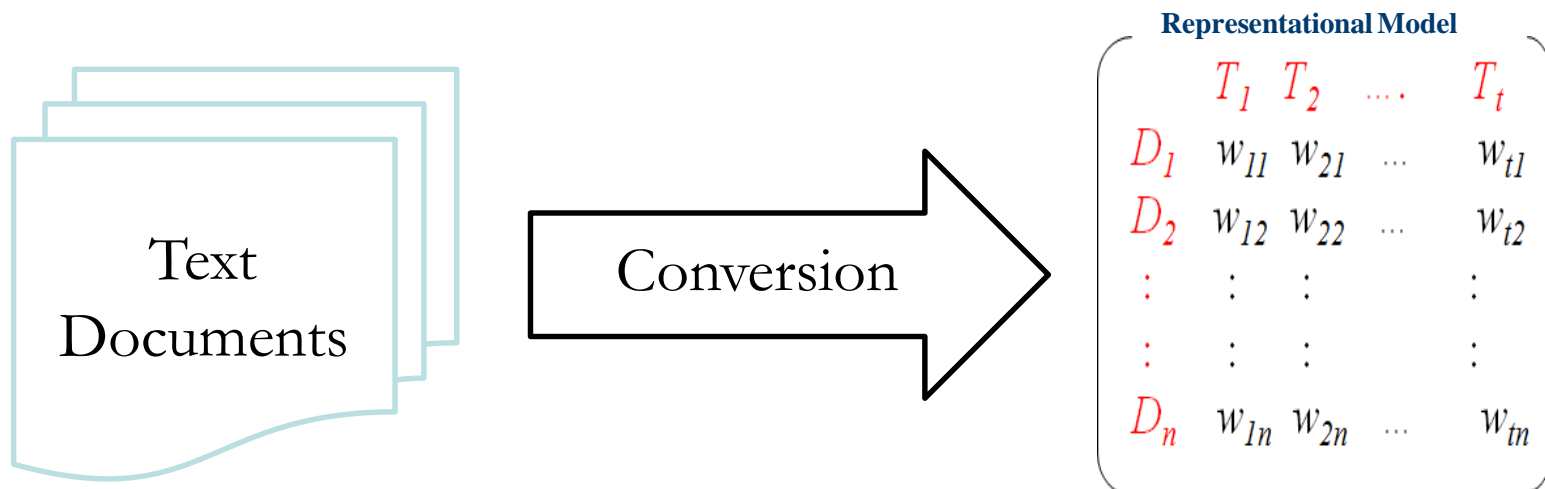 Representational Model
T1 T2 .... Tt
D1 w11 w21 ... wt1
D2 w12 w22 ... wt2
: : : :
: : : :
Dn w1n w2n ... wtn
Text
Documents
Conversion